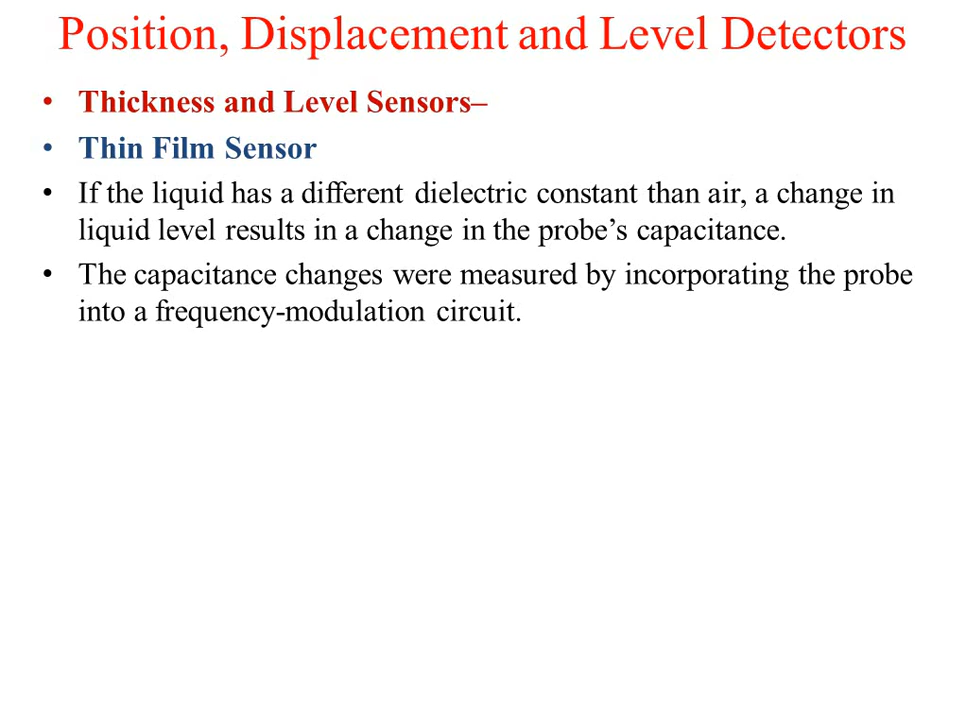 Position, Displacement and Level Detectors
• Thickness and Level Sensors–
• Thin Film Sensor
• If the liquid has a different dielectric constant than air, a change in
liquid level results in a change in the probe’s capacitance.
• The capacitance changes were measured by incorporating the probe
into a frequency-modulation circuit.